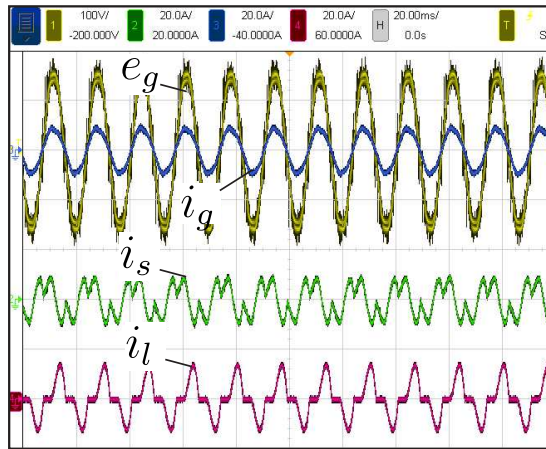 1 100V/ 2 20.0A/ 3 20.0A/ 4 20.0A/ H 20.00ms/ T
-200.000V 20.0000A -40.0000A 60.0000A 0.0s S
e_g
i_g
i_s
i_l